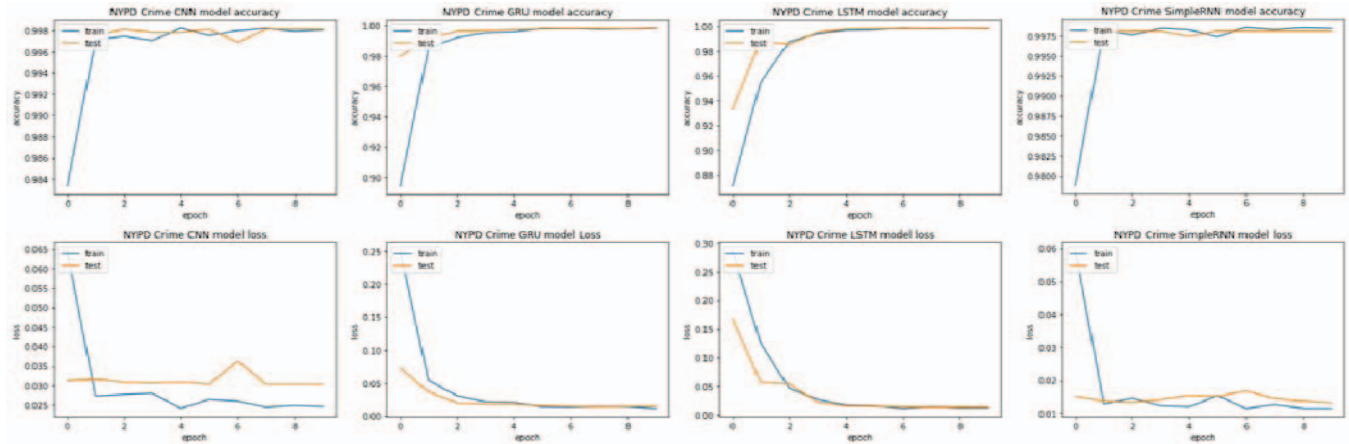 NYPD Crime CNN model accuracy
train
test
0.998
0.996
0.994
0.992
0.990
0.988
0.986
0.984
accuracy
0 2 4 6 8
epoch
NYPD Crime GRU model accuracy
train
test
1.00
0.98
0.96
0.94
0.92
0.90
accuracy
0 2 4 6 8
epoch
NYPD Crime LSTM model accuracy
train
test
1.00
0.98
0.96
0.94
0.92
0.90
0.88
accuracy
0 2 4 6 8
epoch
NYPD Crime SimpleRNN model accuracy
train
test
0.9975
0.9950
0.9925
0.9900
0.9875
0.9850
0.9825
0.9800
accuracy
0 2 4 6 8
epoch
NYPD Crime CNN model loss
train
test
0.065
0.060
0.055
0.050
0.045
0.040
0.035
0.030
0.025
loss
0 2 4 6 8
epoch
NYPD Crime GRU model Loss
train
test
0.25
0.20
0.15
0.10
0.05
0.00
loss
0 2 4 6 8
epoch
NYPD Crime LSTM model loss
train
test
0.30
0.25
0.20
0.15
0.10
0.05
0.00
loss
0 2 4 6 8
epoch
NYPD Crime SimpleRNN model loss
train
test
0.06
0.05
0.04
0.03
0.02
0.01
loss
0 2 4 6 8
epoch